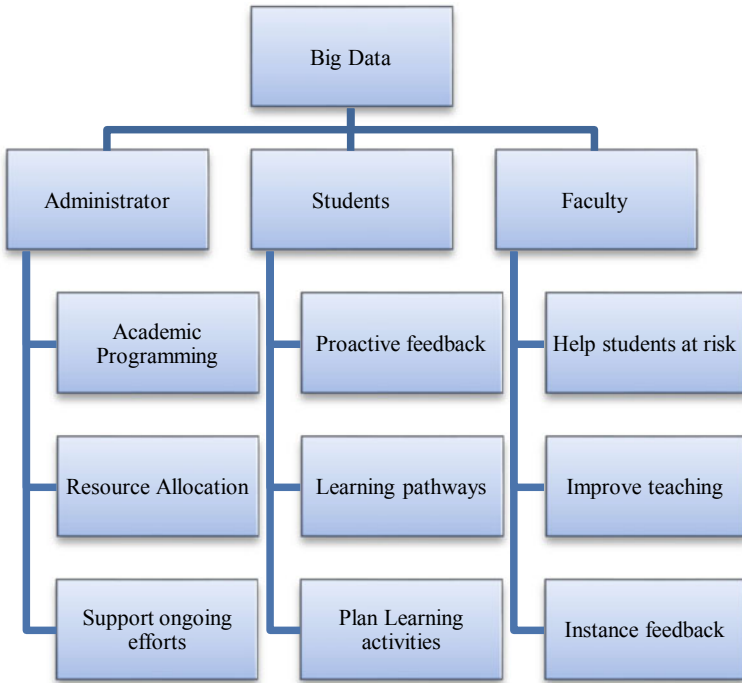 Big Data
Administrator
Students
Faculty
Academic
Programming
Proactive feedback
Help students at risk
Resource Allocation
Learning pathways
Improve teaching
Support ongoing
efforts
Plan Learning
activities
Instance feedback